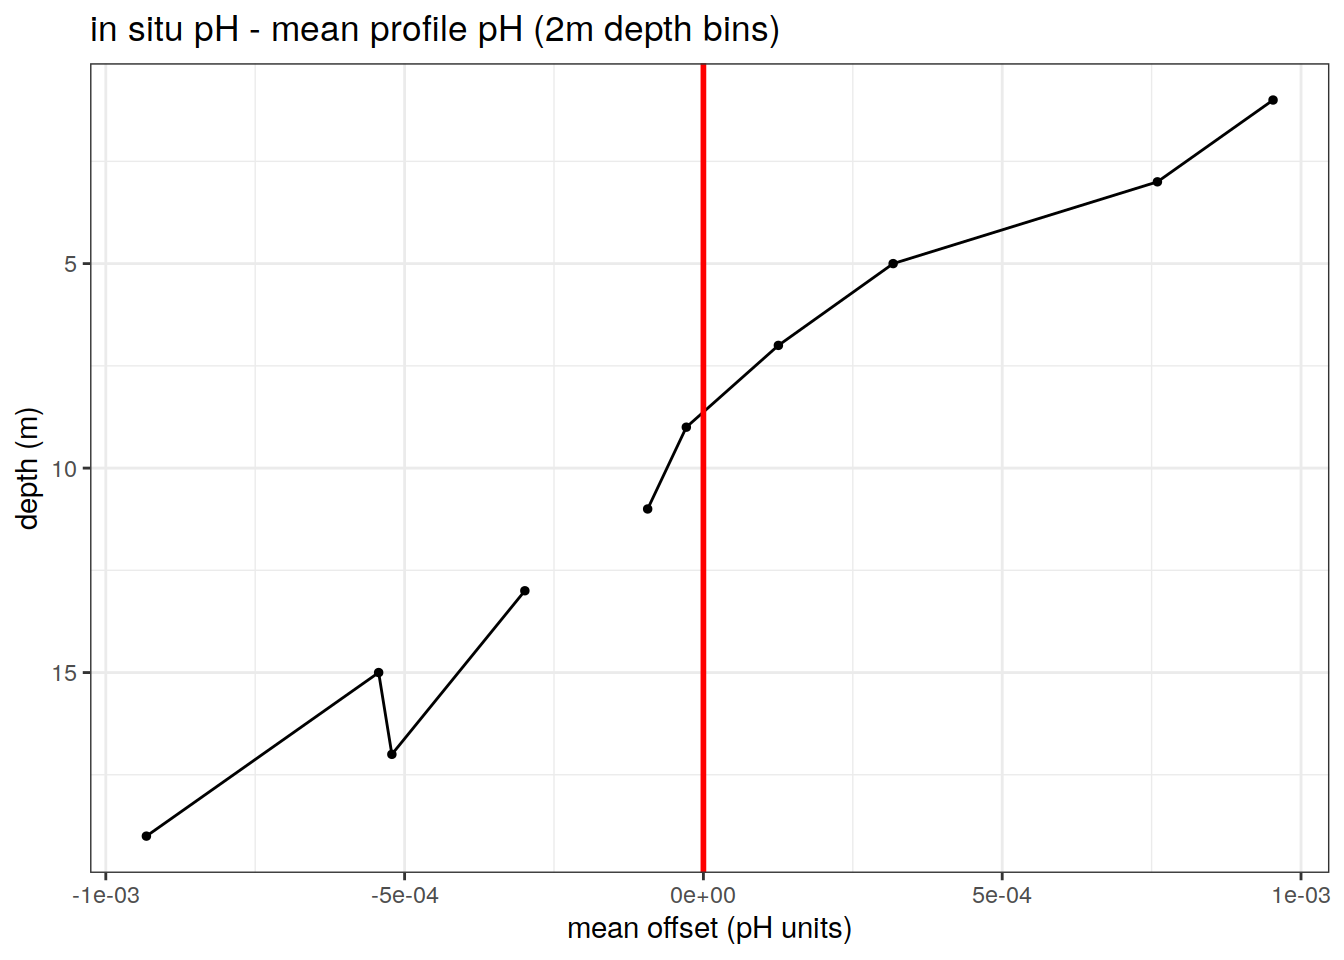 in situ pH - mean profile pH (2m depth bins)
5
10
15
depth (m)
-1e-03
-5e-04
0e+00
5e-04
1e-03
mean offset (pH units)